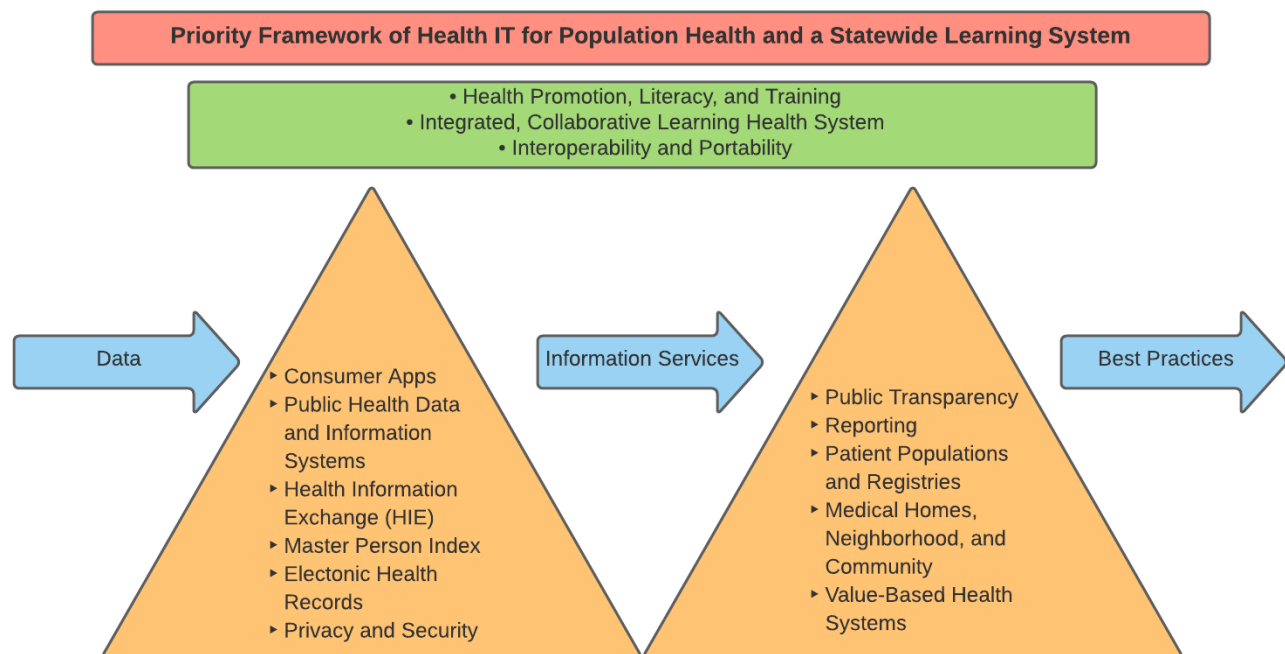 Priority Framework of Health IT for Population Health and a Statewide Learning System
• Health Promotion, Literacy, and Training
• Integrated, Collaborative Learning Health System
• Interoperability and Portability
Data
‣ Consumer Apps
‣ Public Health Data
and Information
Systems
‣ Health Information
Exchange (HIE)
‣ Master Person Index
‣ Electonic Health
Records
‣ Privacy and Security
Information Services
‣ Public Transparency
‣ Reporting
‣ Patient Populations
and Registries
‣ Medical Homes,
Neighborhood, and
Community
‣ Value-Based Health
Systems
Best Practices